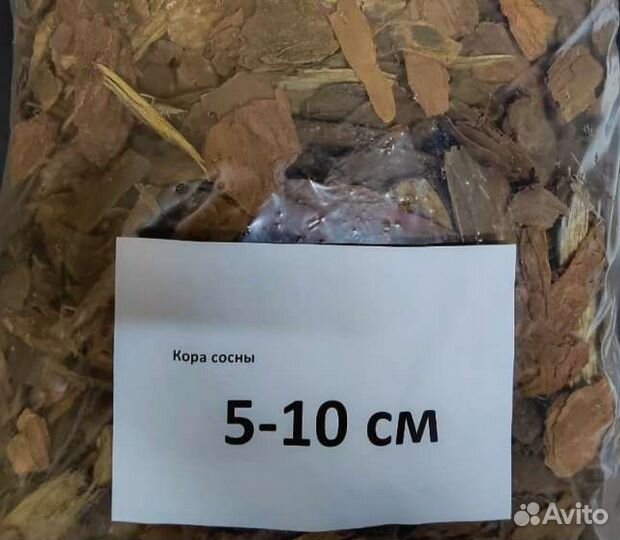 Кора сосны
5-10 см
Avito